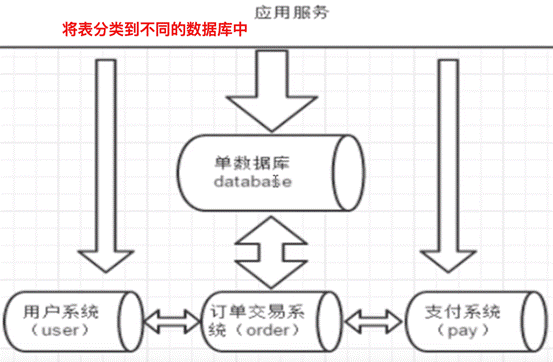 应用服务
将表分类到不同的数据库中
单数据库
database
用户系统
（user）
订单交易系
统（order）
支付系统
（pay）